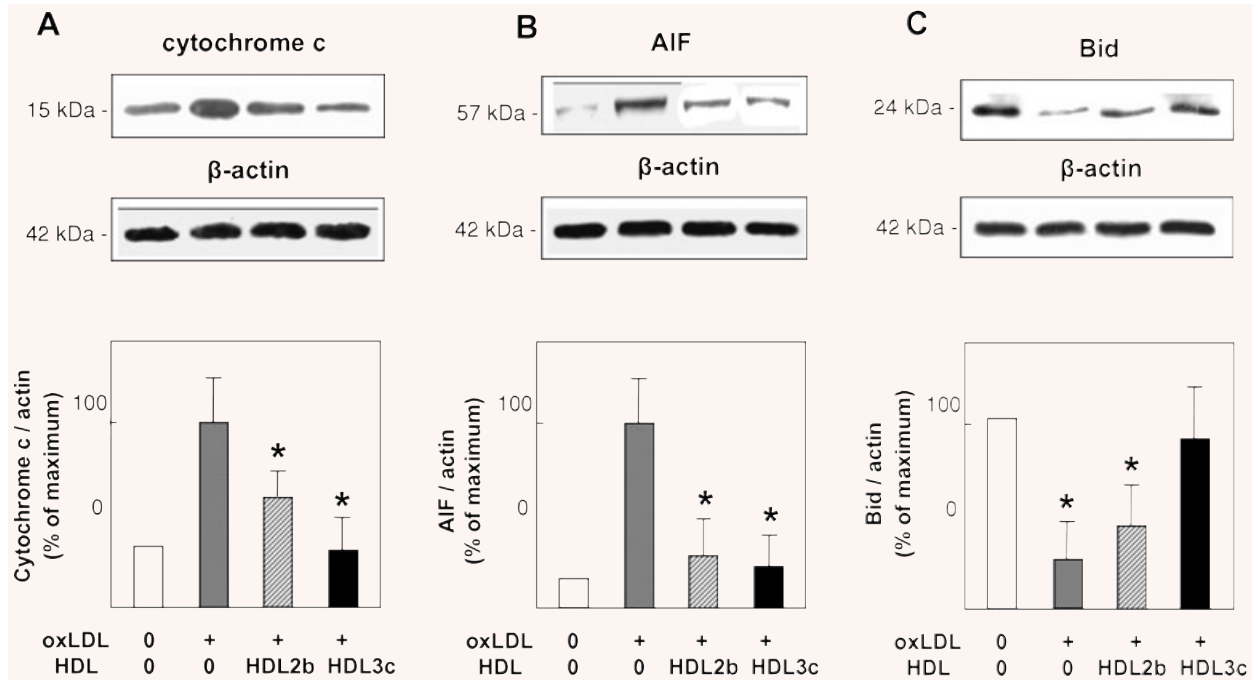 A
cytochrome c
15 kDa -
β-actin
42 kDa -
Cytochrome c / actin
(% of maximum)
100
0
*
*
oxLDL 0 + + +
HDL 0 0 HDL2b HDL3c
B
AIF
57 kDa -
β-actin
42 kDa -
AIF / actin
(% of maximum)
100
0
*
*
oxLDL 0 + + +
HDL 0 0 HDL2b HDL3c
C
Bid
24 kDa -
β-actin
42 kDa -
Bid / actin
(% of maximum)
100
0
*
*
oxLDL 0 + + +
HDL 0 0 HDL2b HDL3c